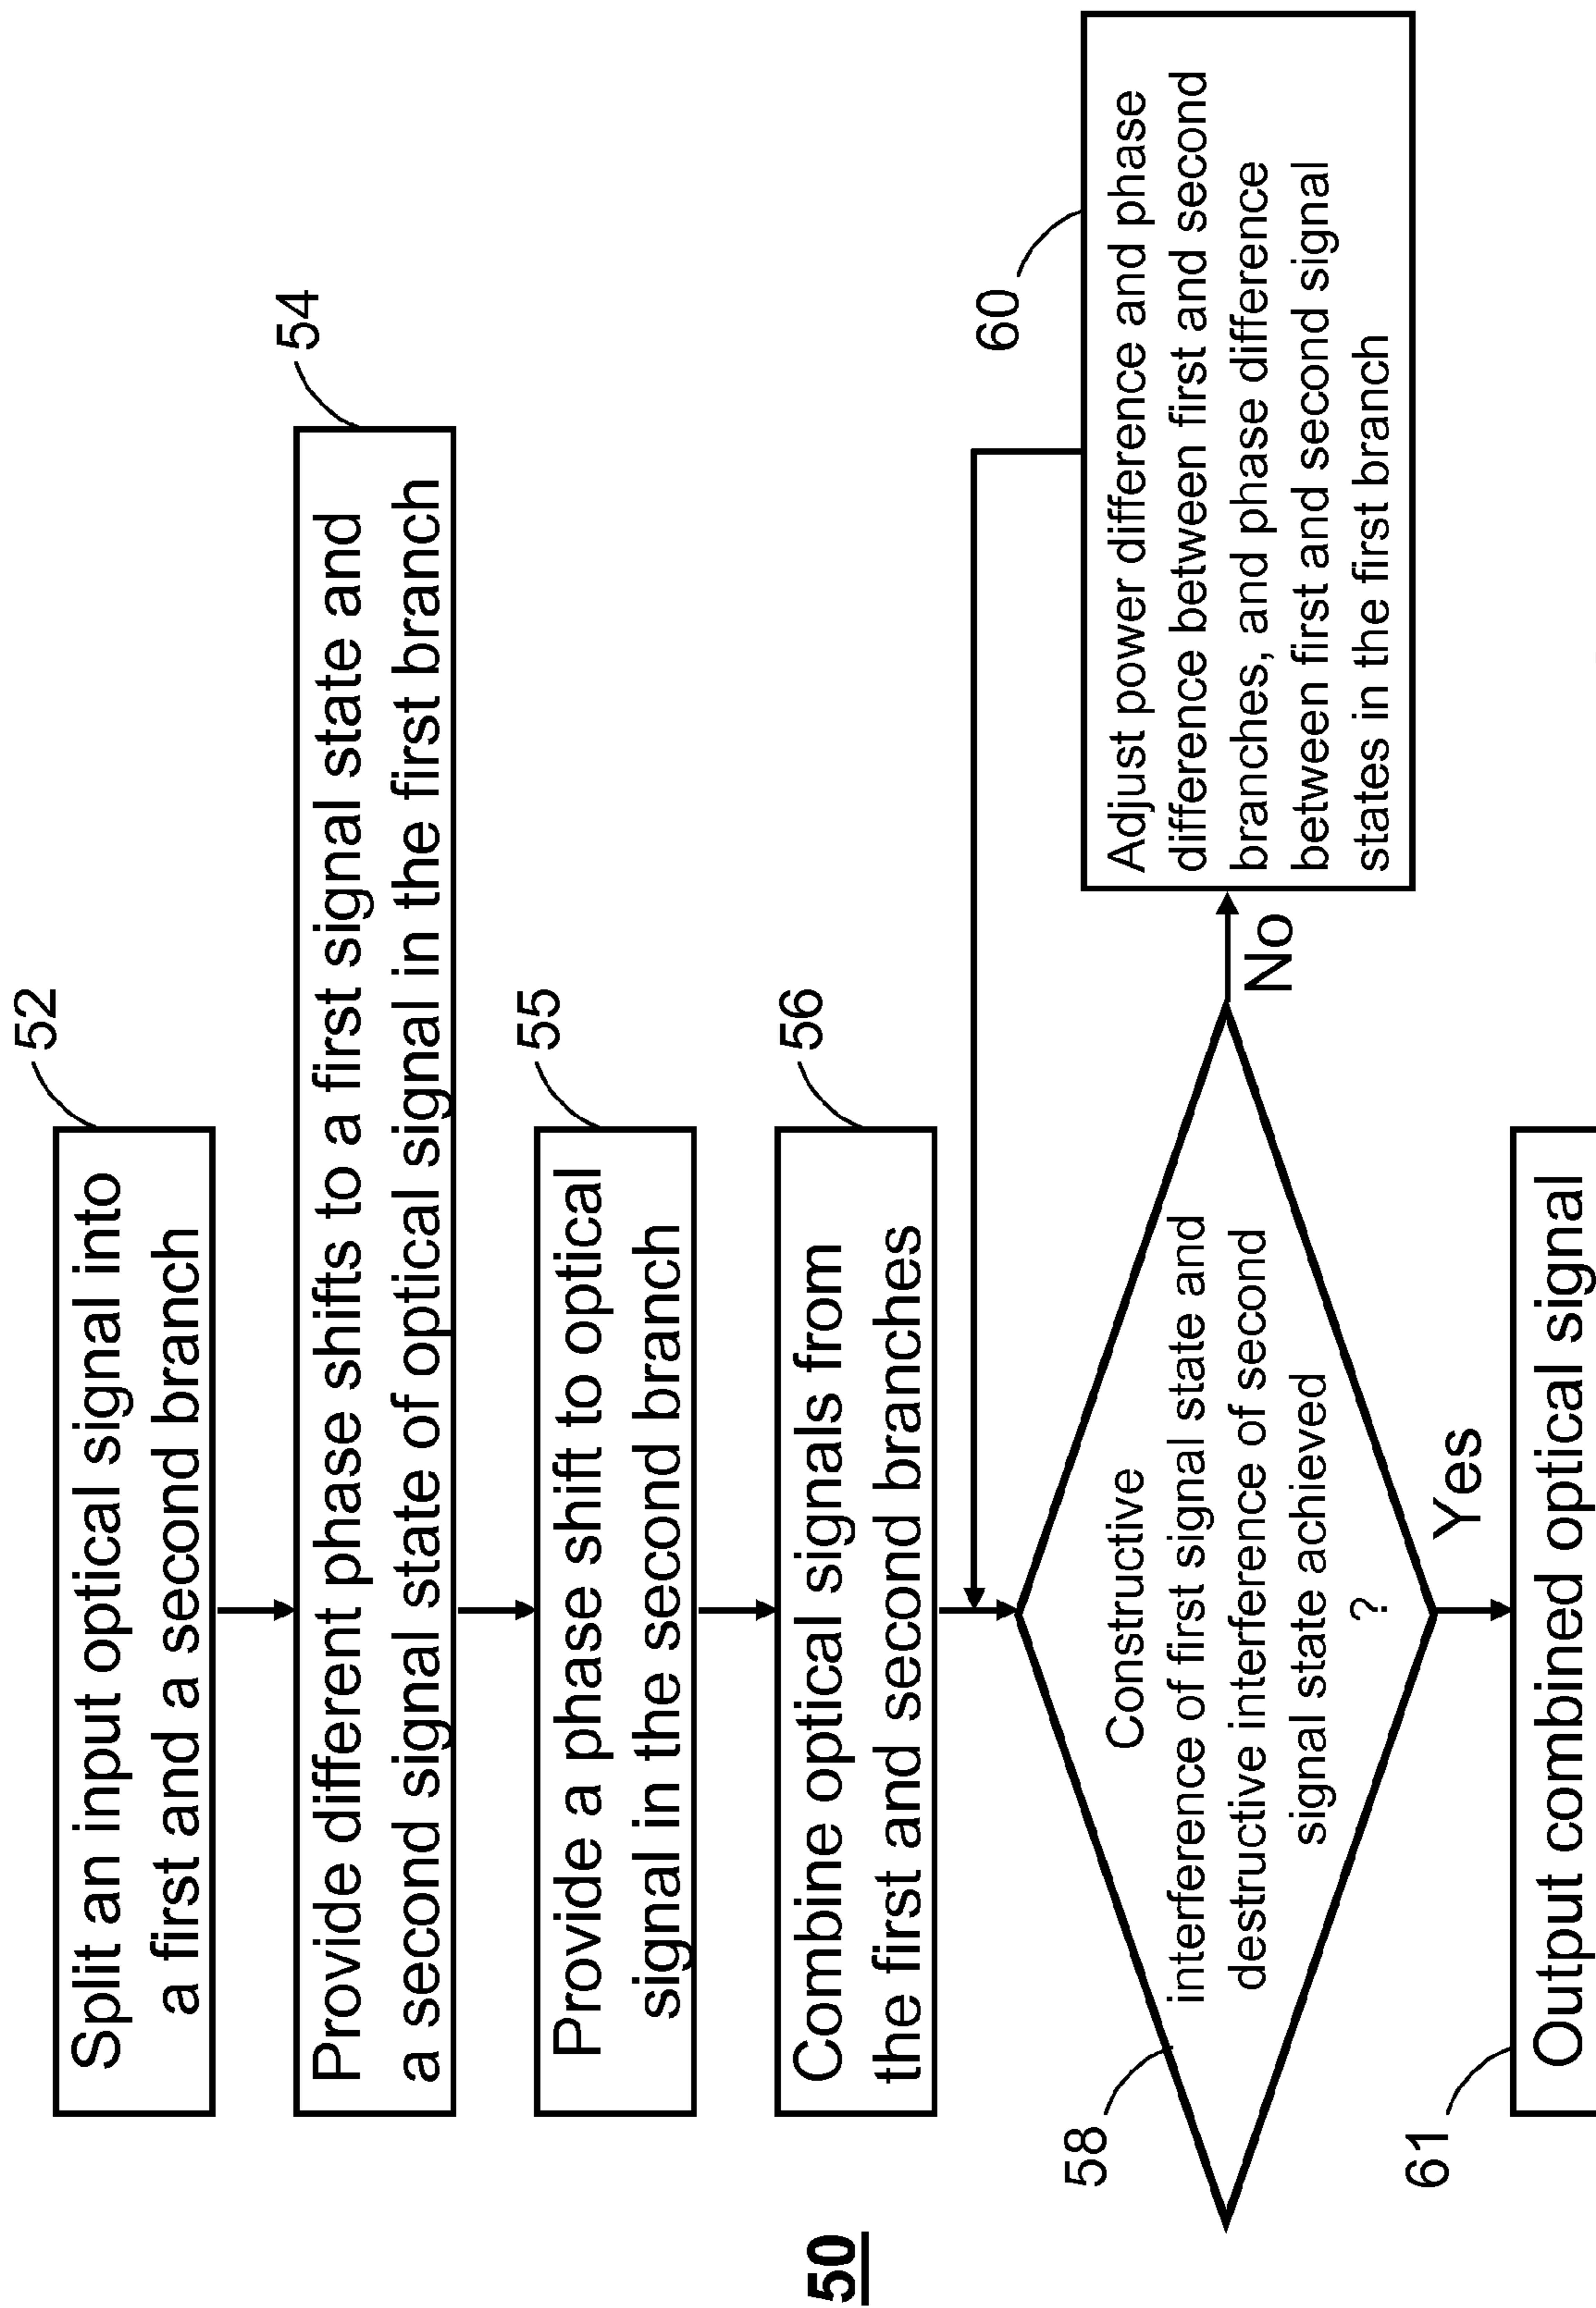 50
52
Split an input optical signal into
a first and a second branch
54
Provide different phase shifts to a first signal state and
a second signal state of optical signal in the first branch
55
Provide a phase shift to optical
signal in the second branch
56
Combine optical signals from
the first and second branches
58
Constructive
interference of first signal state and
destructive interference of second
signal state achieved
?
No
60
Adjust power difference and phase
difference between first and second
branches, and phase difference
between first and second signal
states in the first branch
Yes
61
Output combined optical signal